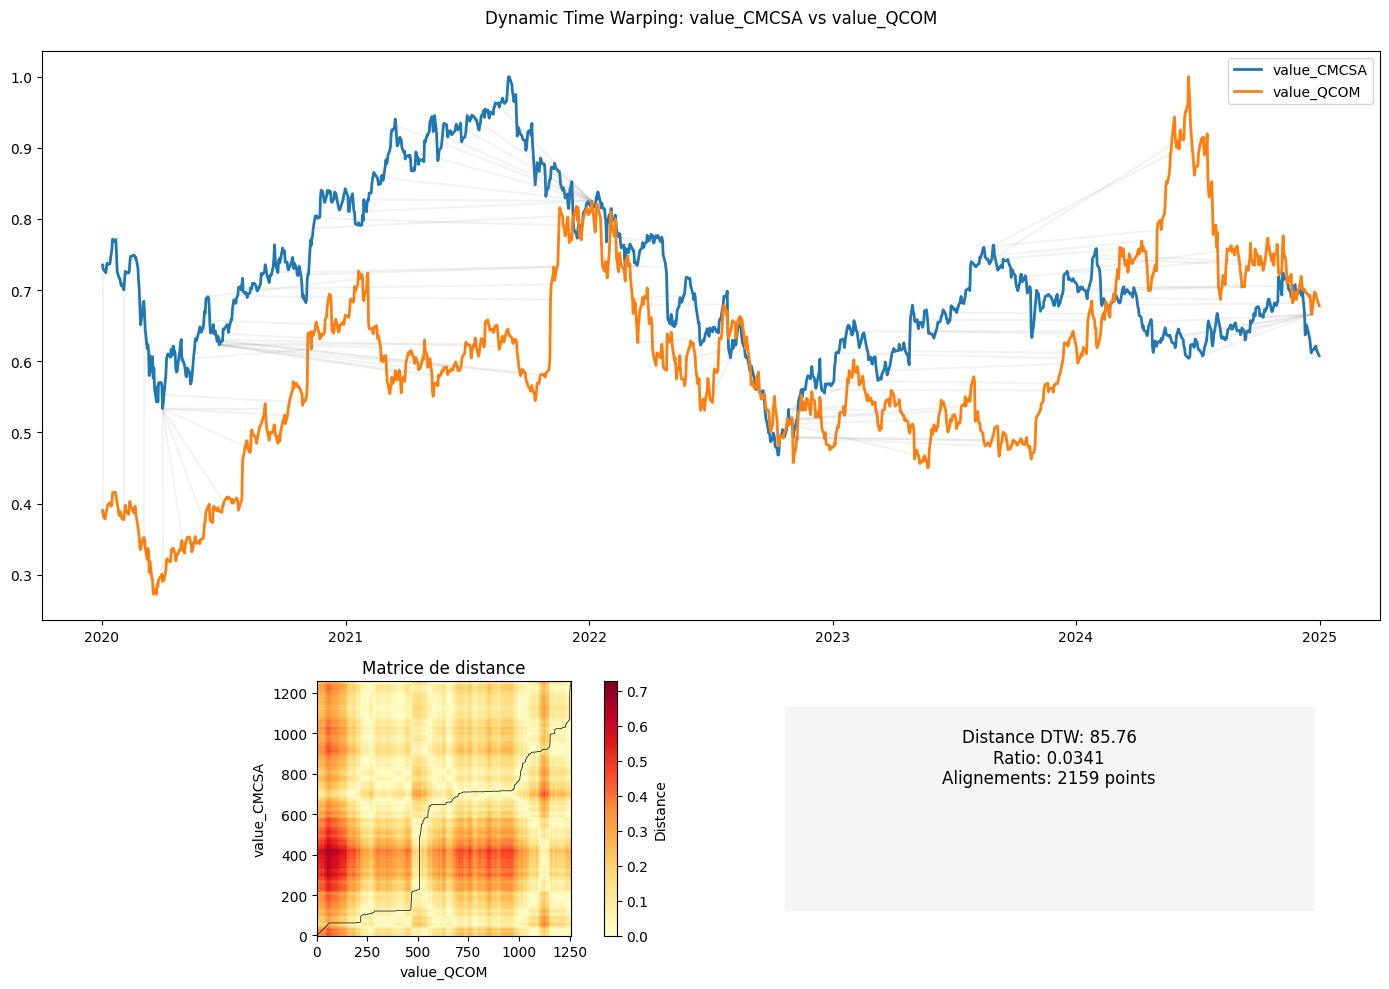 Dynamic Time Warping: value_CMCSA vs value_QCOM
value_CMCSA
value_QCOM
1.0
0.9
0.8
0.7
0.6
0.5
0.4
0.3
2020 2021 2022 2023 2024 2025
Matrice de distance
value_CMCSA
1200
1000
800
600
400
200
0
0 250 500 750 1000 1250
value_QCOM
0.7
0.6
0.5
0.4
0.3
0.2
0.1
0.0
Distance
Distance DTW: 85.76
Ratio: 0.0341
Alignements: 2159 points